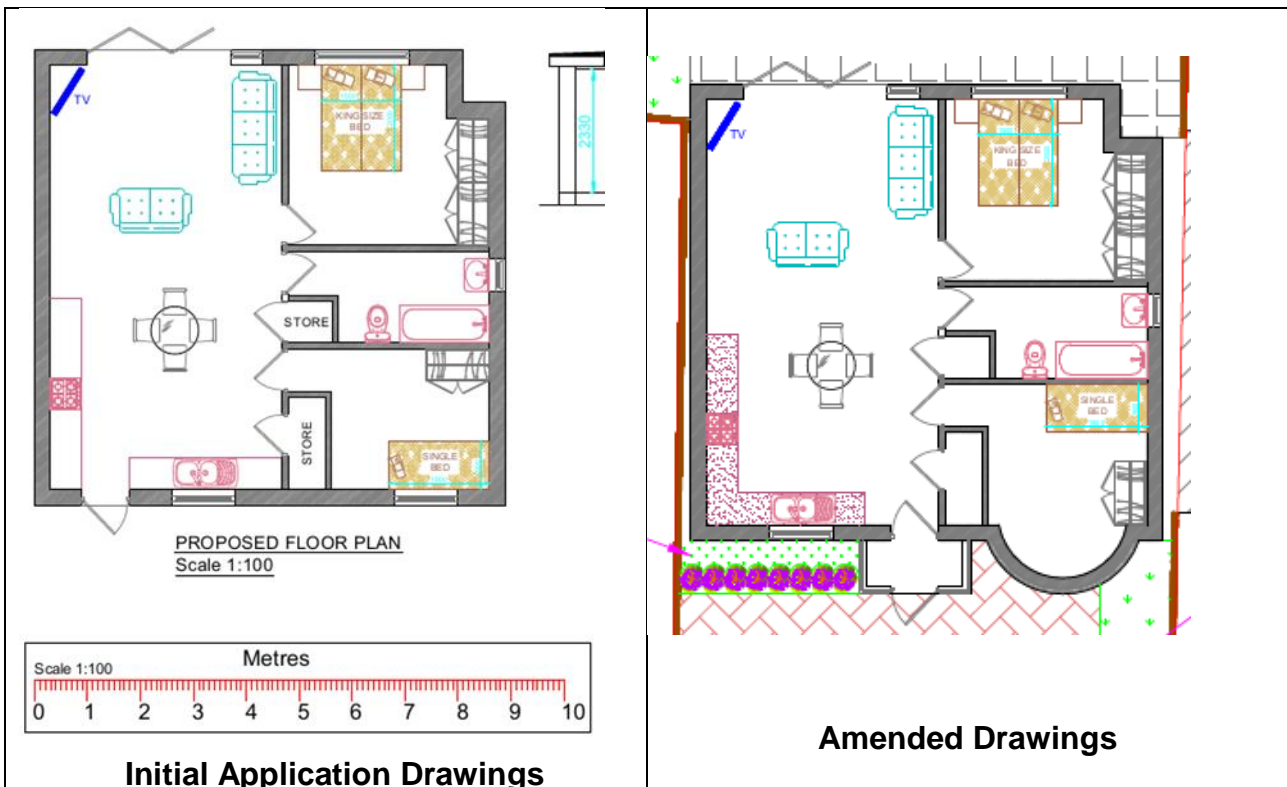 TV
KING SIZE
BED
2330
STORE
STORE
SINGLE
BED
PROPOSED FLOOR PLAN
Scale 1:100
Scale 1:100
Metres
0 1 2 3 4 5 6 7 8 9 10
Initial Application Drawings
TV
KING SIZE
BED
SINGLE
BED
Amended Drawings